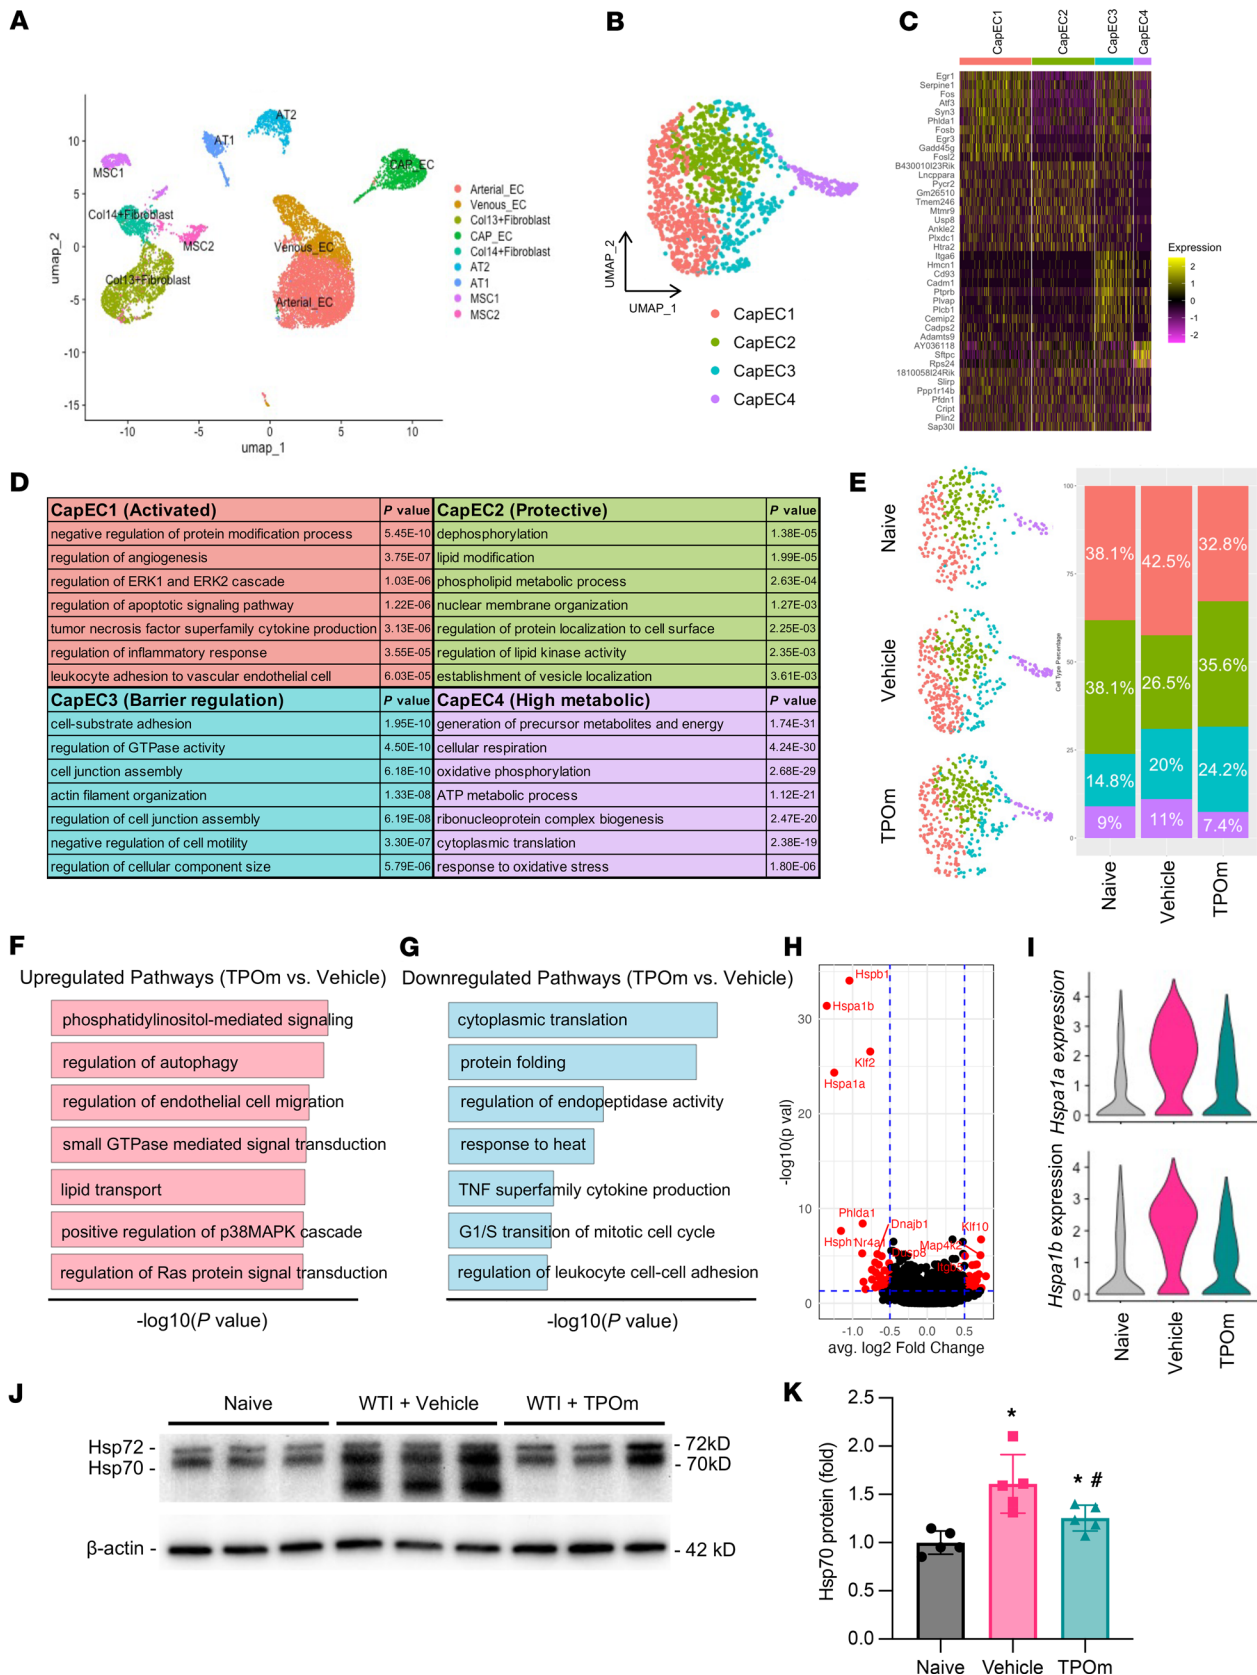 A
AT2
AT1
CAP_EC
MSC1
Col14+Fibroblast
MSC2
Venous_EC
Col13+Fibroblast
Arterial_EC
10
5
0
-5
-10
-15
-10
-5
0
5
10
umap_1
umap_2
Arterial_EC
Venous_EC
Col13+Fibroblast
CAP_EC
Col14+Fibroblast
AT2
AT1
MSC1
MSC2
B
UMAP_2
UMAP_1
CapEC1
CapEC2
CapEC3
CapEC4
C
CapEC1
CapEC2
CapEC3
CapEC4
Egr1
Serpine1
Fos
Atf3
Syn3
Phlda1
Fosb
Egr3
Gadd45g
Fosl2
B430010I23Rik
Lncppara
Pycr2
Gm26510
Tmem246
Mtmr9
Usp8
Ankle2
Plxdc1
Htra2
Itga6
Hmcn1
Cd93
Cadm1
Ptprb
Plvap
Plcb1
Cemip2
Cadps2
Adamts9
AY036118
Sftpc
Rps24
1810058I24Rik
Slirp
Ppp1r14b
Pfdn1
Cript
Plin2
Sap30l
Expression
2
1
0
-1
-2
D
CapEC1 (Activated) P value
negative regulation of protein modification process 5.45E-10
regulation of angiogenesis 3.75E-07
regulation of ERK1 and ERK2 cascade 1.03E-06
regulation of apoptotic signaling pathway 1.22E-06
tumor necrosis factor superfamily cytokine production 3.13E-06
regulation of inflammatory response 3.55E-05
leukocyte adhesion to vascular endothelial cell 6.03E-05
CapEC2 (Protective) P value
dephosphorylation 1.38E-05
lipid modification 1.99E-05
phospholipid metabolic process 2.63E-04
nuclear membrane organization 1.27E-03
regulation of protein localization to cell surface 2.25E-03
regulation of lipid kinase activity 2.35E-03
establishment of vesicle localization 3.61E-03
CapEC3 (Barrier regulation) P value
cell-substrate adhesion 1.95E-10
regulation of GTPase activity 4.50E-10
cell junction assembly 6.18E-10
actin filament organization 1.33E-08
regulation of cell junction assembly 6.19E-08
negative regulation of cell motility 3.30E-07
regulation of cellular component size 5.79E-06
CapEC4 (High metabolic) P value
generation of precursor metabolites and energy 1.74E-31
cellular respiration 4.24E-30
oxidative phosphorylation 2.68E-29
ATP metabolic process 1.12E-21
ribonucleoprotein complex biogenesis 2.47E-20
cytoplasmic translation 2.38E-19
response to oxidative stress 1.80E-06
E
Naive
Vehicle
TPOm
Cell Type Percentage
100
75
50
25
0
38.1%
38.1%
14.8%
9%
42.5%
26.5%
20%
11%
32.8%
35.6%
24.2%
7.4%
Naive
Vehicle
TPOm
F
Upregulated Pathways (TPOm vs. Vehicle)
phosphatidylinositol-mediated signaling
regulation of autophagy
regulation of endothelial cell migration
small GTPase mediated signal transduction
lipid transport
positive regulation of p38MAPK cascade
regulation of Ras protein signal transduction
-log10(P value)
G
Downregulated Pathways (TPOm vs. Vehicle)
cytoplasmic translation
protein folding
regulation of endopeptidase activity
response to heat
TNF superfamily cytokine production
G1/S transition of mitotic cell cycle
regulation of leukocyte cell-cell adhesion
-log10(P value)
H
-log10(p val)
30
20
10
0
Hspb1
Hspa1b
Klf2
Hspa1a
Phlda1
Dnajb1
Klf10
Nr4a1
Map4k2
-1.0
-0.5
0.0
0.5
avg. log2 Fold Change
I
Hspa1a expression
4
3
2
1
0
Hspa1b expression
4
3
2
1
0
Naive
Vehicle
TPOm
J
Naive
WTI + Vehicle
WTI + TPOm
Hsp72 -
Hsp70 -
- 72kD
- 70kD
β-actin -
- 42 kD
K
Hsp70 protein (fold)
2.5
2.0
1.5
1.0
0.5
0.0
*
* #
Naive
Vehicle
TPOm